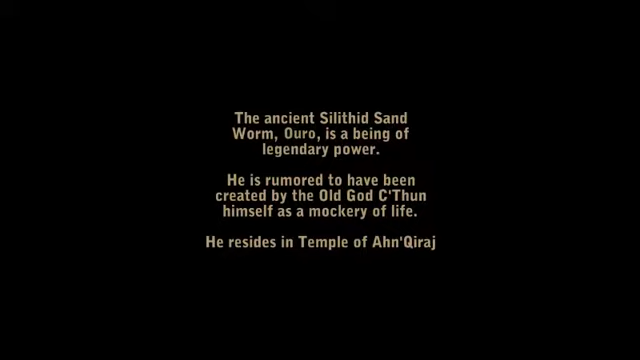 The ancient Silithid Sand
Worm, Ouro, is a being of
legendary power.
He is rumored to have been
created by the Old God C'Thun
himself as a mockery of life.
He resides in Temple of Ahn'Qiraj